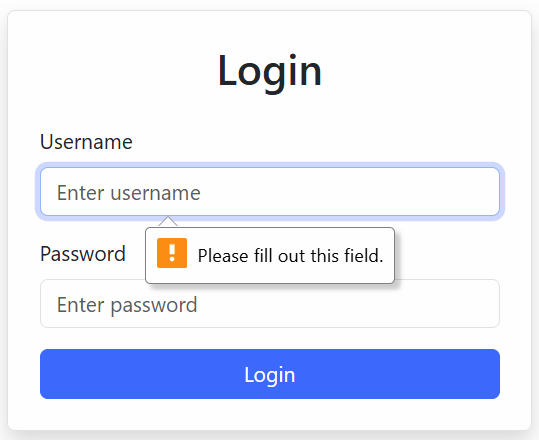 Login
Username
Enter username
Please fill out this field.
Password
Enter password
Login